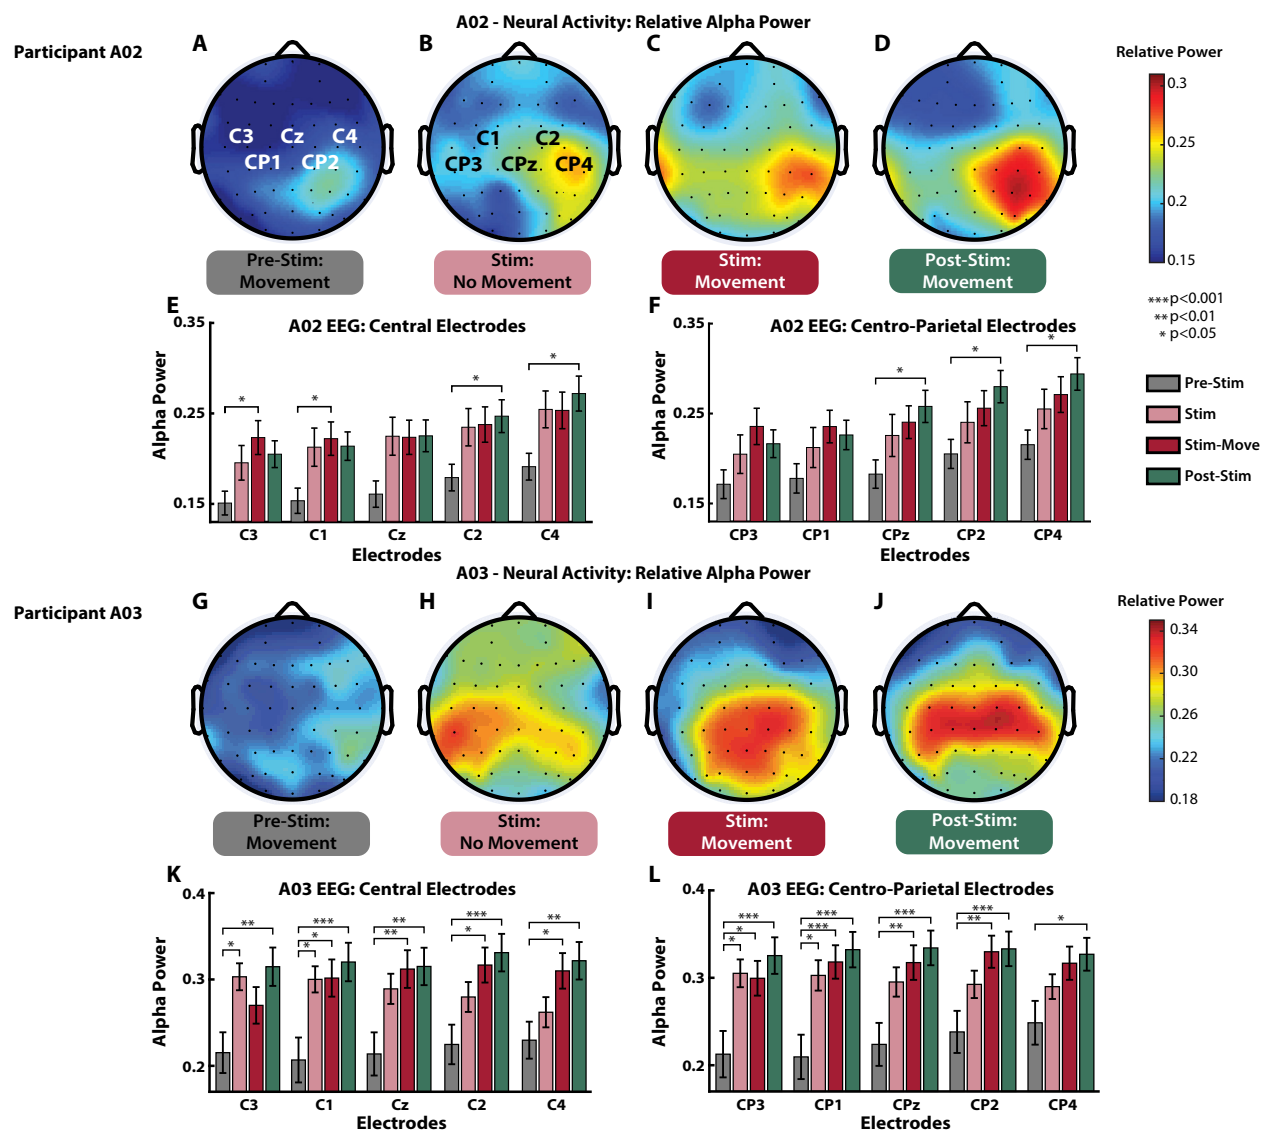 A02 - Neural Activity: Relative Alpha Power
Participant A02
A
B
C
D
Relative Power
C3
Cz
C4
CP1
CP2
C1
C2
CP3
CPz
CP4
0.3
0.25
0.2
0.15
Pre-Stim:
Movement
Stim:
No Movement
Stim:
Movement
Post-Stim:
Movement
***p<0.001
**p<0.01
*p<0.05
E
A02 EEG: Central Electrodes
0.35
0.25
0.15
Alpha Power
*
*
*
*
C3
C1
Cz
C2
C4
Electrodes
F
A02 EEG: Centro-Parietal Electrodes
0.35
0.25
0.15
Alpha Power
*
*
*
CP3
CP1
CPz
CP2
CP4
Electrodes
Pre-Stim
Stim
Stim-Move
Post-Stim
A03 - Neural Activity: Relative Alpha Power
Participant A03
G
H
I
J
Relative Power
0.34
0.30
0.26
0.22
0.18
Pre-Stim:
Movement
Stim:
No Movement
Stim:
Movement
Post-Stim:
Movement
K
A03 EEG: Central Electrodes
0.4
0.3
0.2
Alpha Power
**
*
***
*
*
**
**
***
*
**
*
C3
C1
Cz
C2
C4
Electrodes
L
A03 EEG: Centro-Parietal Electrodes
0.4
0.3
0.2
Alpha Power
***
*
*
***
***
*
***
**
***
**
*
CP3
CP1
CPz
CP2
CP4
Electrodes